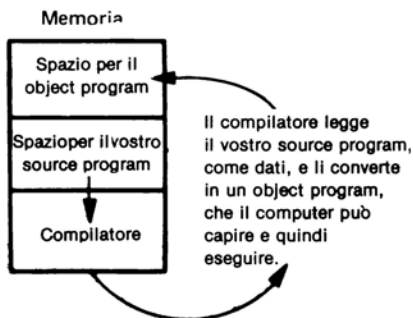 Memoria
Spazio per il
object program
Spazioper ilvostro
source program
Compilatore
Il compilatore legge
il vostro source program,
come dati, e li converte
in un object program,
che il computer può
capire e quindi
eseguire.